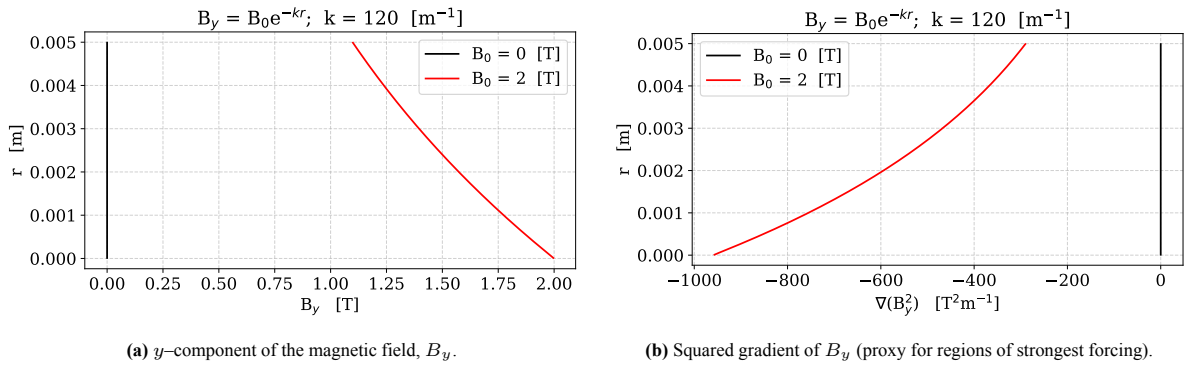 B_y = B_0e^{-kr};  k = 120  [m^{-1}]
0.005
0.004
0.003
0.002
0.001
0.000
r  [m]
B_0 = 0  [T]
B_0 = 2  [T]
0.00 0.25 0.50 0.75 1.00 1.25 1.50 1.75 2.00
B_y  [T]
(a) y–component of the magnetic field, B_y.
B_y = B_0e^{-kr};  k = 120  [m^{-1}]
0.005
0.004
0.003
0.002
0.001
0.000
r  [m]
B_0 = 0  [T]
B_0 = 2  [T]
−1000 −800 −600 −400 −200 0
∇(B_y^2)  [T^2m^{-1}]
(b) Squared gradient of B_y (proxy for regions of strongest forcing).